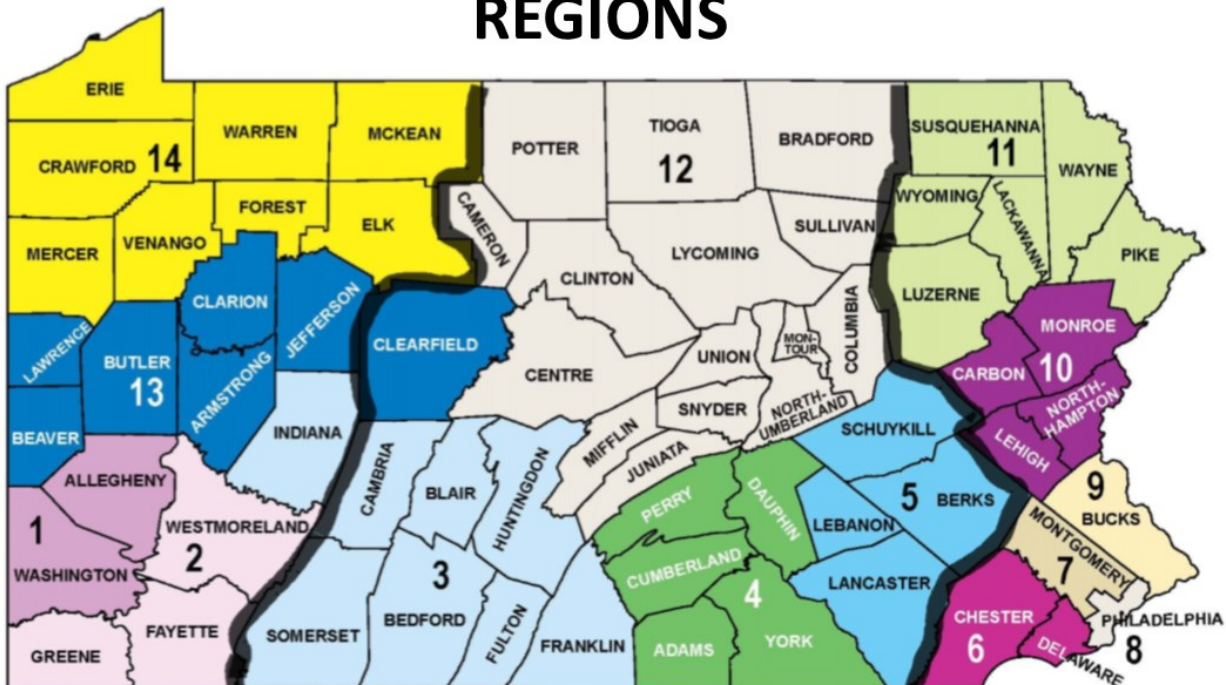 REGIONS
ERIE
WARREN
MCKEAN
POTTER
TIOGA
12
BRADFORD
SUSQUEHANNA
11
WAYNE
CRAWFORD 14
MERCER
VENANGO
FOREST
ELK
CAMERON
CLINTON
LYCOMING
SULLIVAN
WYOMING
LACKAWANNA
PIKE
LUZERNE
LAWRENCE
BUTLER
13
CLARION
JEFFERSON
ARMSTRONG
CLEARFIELD
CENTRE
UNION
MON-
TOUR
COLUMBIA
MONROE
CARBON
10
NORTH-
HAMPTON
LEHIGH
BEAVER
INDIANA
SNYDER
NORTH-
UMBERLAND
MIFFLIN
JUNIATA
SCHUYKILL
ALLEGHENY
CAMBRIA
BLAIR
HUNTINGDON
PERRY
DAUPHIN
LEBANON
5
BERKS
9
BUCKS
1
WASHINGTON
WESTMORELAND
2
3
BEDFORD
FULTON
CUMBERLAND
4
LANCASTER
MONTGOMERY
7
GREENE
FAYETTE
SOMERSET
FRANKLIN
ADAMS
YORK
CHESTER
6
DELAWARE
PHILADELPHIA
8